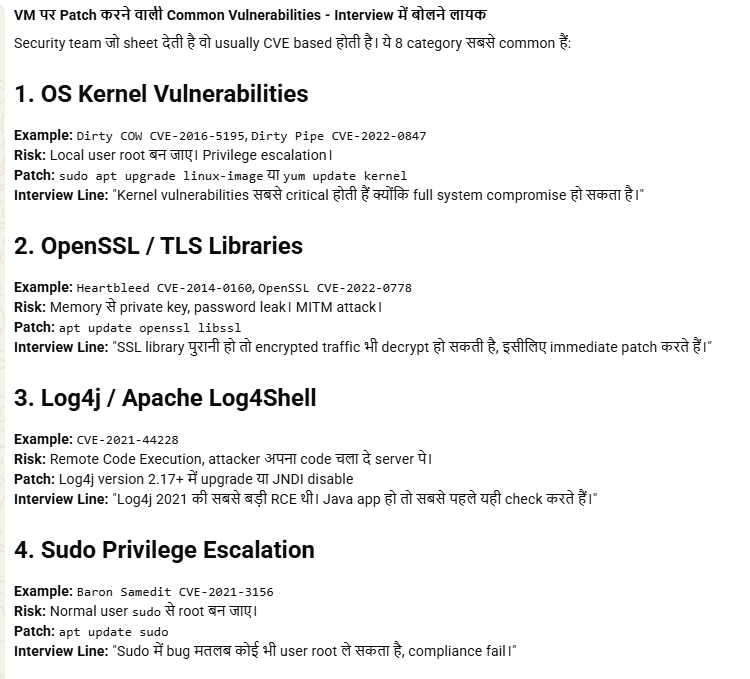 VM पर Patch करने वाली Common Vulnerabilities - Interview में बोलने लायक
Security team जो sheet देती है वो usually CVE based होती है। ये 8 category सबसे common हैं:
1. OS Kernel Vulnerabilities
Example: Dirty COW CVE-2016-5195, Dirty Pipe CVE-2022-0847
Risk: Local user root बन जाए। Privilege escalation।
Patch: sudo apt upgrade linux-image या yum update kernel
Interview Line: "Kernel vulnerabilities सबसे critical होती हैं क्योंकि full system compromise हो सकता है।"
2. OpenSSL / TLS Libraries
Example: Heartbleed CVE-2014-0160, OpenSSL CVE-2022-0778
Risk: Memory से private key, password leak। MITM attack।
Patch: apt update openssl libssl
Interview Line: "SSL library पुरानी हो तो encrypted traffic भी decrypt हो सकती है, इसीलिए immediate patch करते हैं।"
3. Log4j / Apache Log4Shell
Example: CVE-2021-44228
Risk: Remote Code Execution, attacker अपना code चला दे server पे।
Patch: Log4j version 2.17+ में upgrade या JNDI disable
Interview Line: "Log4j 2021 की सबसे बड़ी RCE थी। Java app हो तो सबसे पहले यही check करते हैं।"
4. Sudo Privilege Escalation
Example: Baron Samedit CVE-2021-3156
Risk: Normal user sudo से root बन जाए।
Patch: apt update sudo
Interview Line: "Sudo में bug मतलब कोई भी user root ले सकता है, compliance fail।"